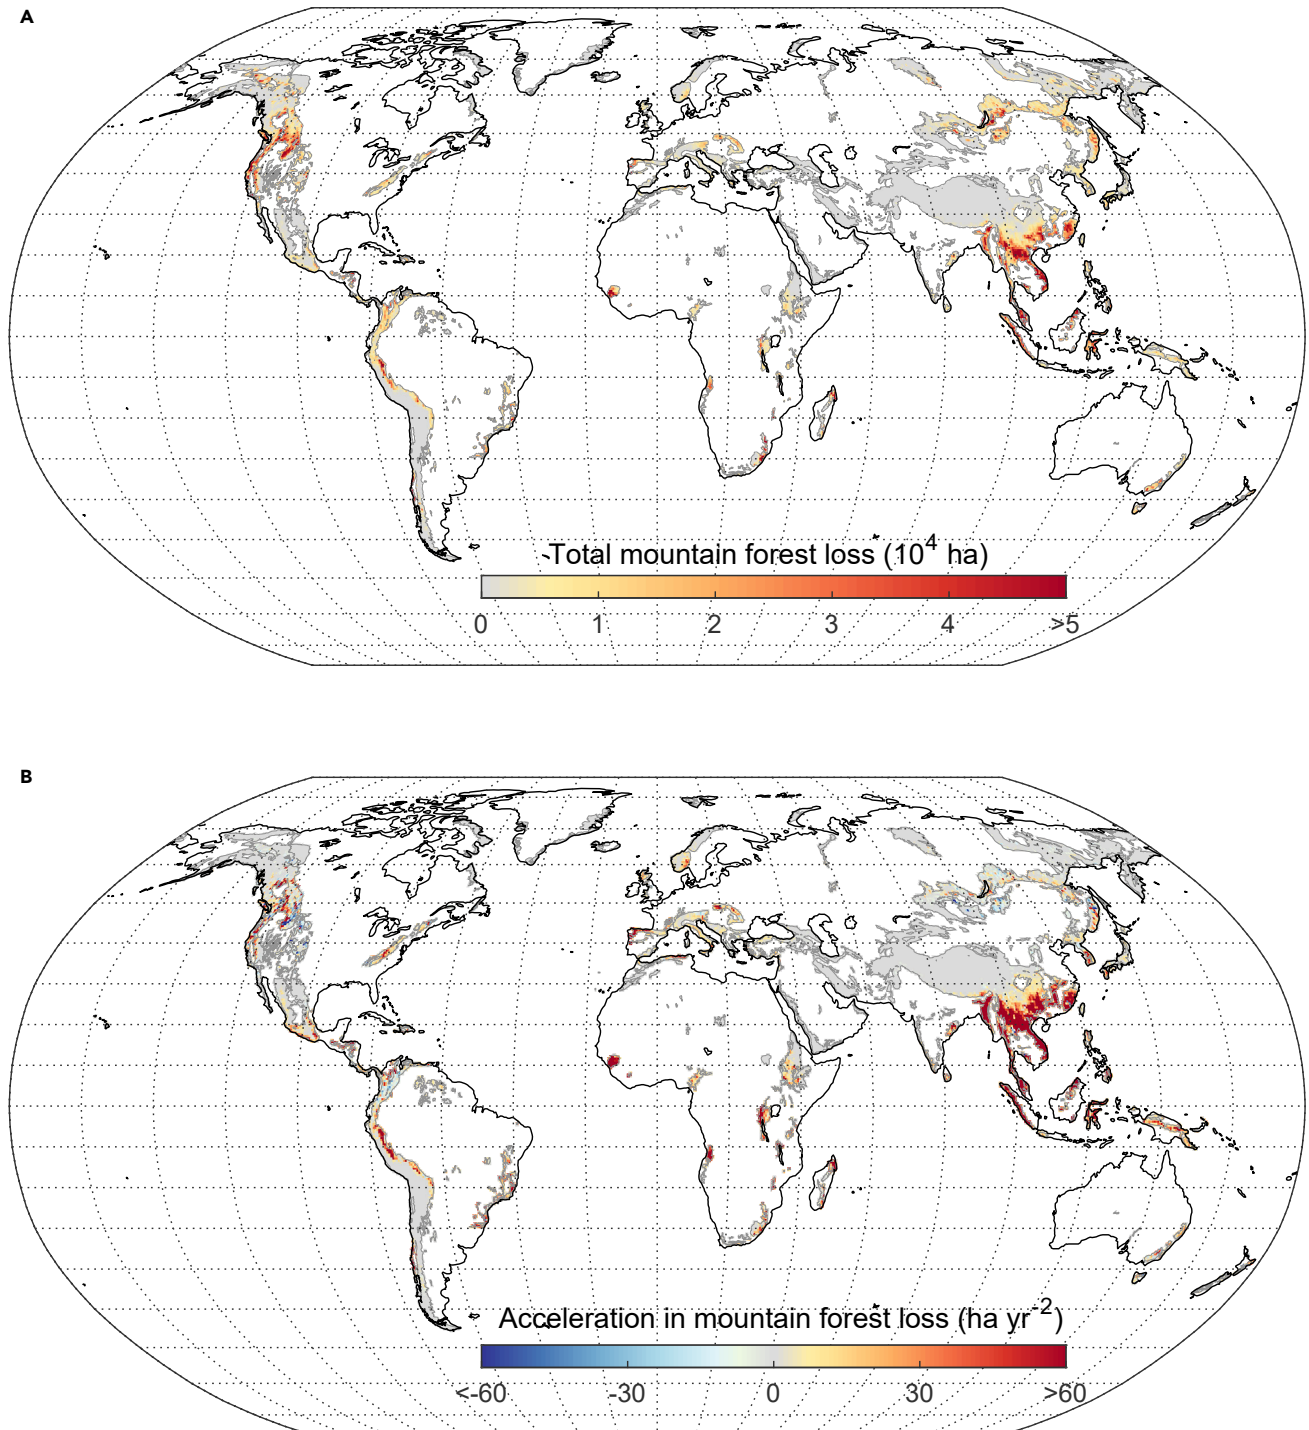 A
Total mountain forest loss (10⁴ ha)
0 1 2 3 4 >5
B
Acceleration in mountain forest loss (ha yr⁻²)
<-60 -30 0 30 >60